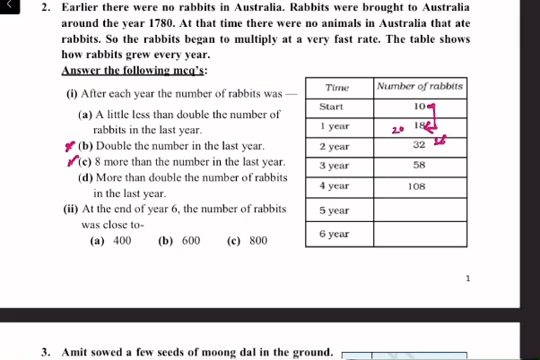 2. Earlier there were no rabbits in Australia. Rabbits were brought to Australia
around the year 1780. At that time there were no animals in Australia that ate
rabbits. So the rabbits began to multiply at a very fast rate. The table shows
how rabbits grew every year.
Answer the following mcq's:
(i) After each year the number of rabbits was —
(a) A little less than double the number of
rabbits in the last year.
(b) Double the number in the last year.
(c) 8 more than the number in the last year.
(d) More than double the number of rabbits
in the last year.
(ii) At the end of year 6, the number of rabbits
was close to-
(a) 400 (b) 600 (c) 800
Time Number of rabbits
Start 10
1 year 20 18
2 year 32
3 year 58
4 year 108
5 year
6 year
1
3. Amit sowed a few seeds of moong dal in the ground.